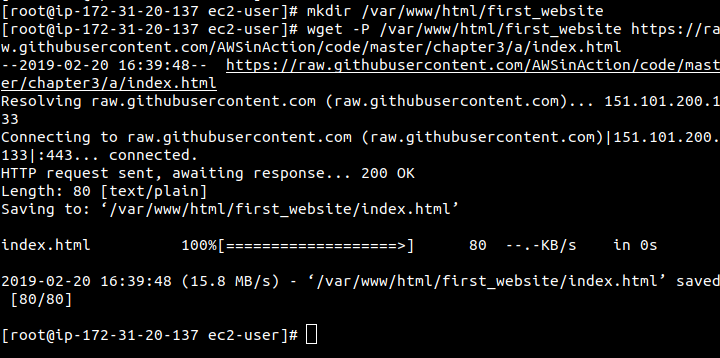 [root@ip-172-31-20-137 ec2-user]# mkdir /var/www/html/first_website
[root@ip-172-31-20-137 ec2-user]# wget -P /var/www/html/first_website https://ra
w.githubusercontent.com/AWSinAction/code/master/chapter3/a/index.html
--2019-02-20 16:39:48--  https://raw.githubusercontent.com/AWSinAction/code/mast
er/chapter3/a/index.html
Resolving raw.githubusercontent.com (raw.githubusercontent.com)... 151.101.200.1
33
Connecting to raw.githubusercontent.com (raw.githubusercontent.com)|151.101.200.
133|:443... connected.
HTTP request sent, awaiting response... 200 OK
Length: 80 [text/plain]
Saving to: ‘/var/www/html/first_website/index.html’
index.html          100%[===================>]      80  --.-KB/s    in 0s
2019-02-20 16:39:48 (15.8 MB/s) - ‘/var/www/html/first_website/index.html’ saved
 [80/80]
[root@ip-172-31-20-137 ec2-user]#